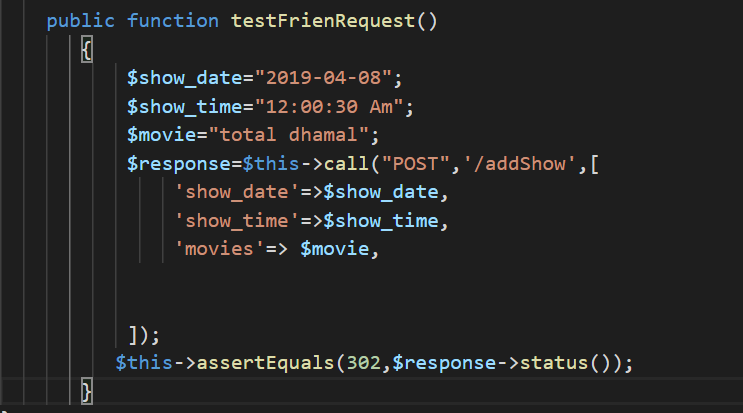 public function testFrienRequest()
{
$show_date="2019-04-08";
$show_time="12:00:30 Am";
$movie="total dhamal";
$response=$this->call("POST",'/addShow',[
'show_date'=>$show_date,
'show_time'=>$show_time,
'movies'=> $movie,
]);
$this->assertEquals(302,$response->status());
}